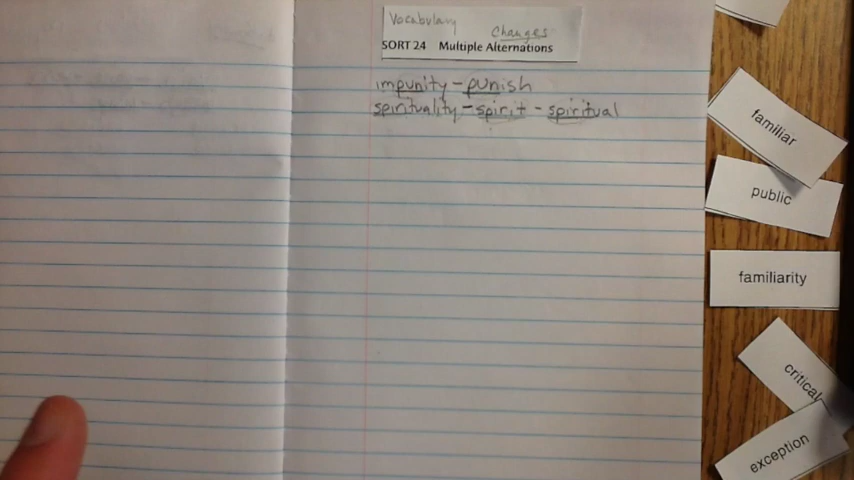 Vocabulary
Changes
SORT 24 Multiple Alternations
impunity - punish
spirituality - spirit - spiritual
familiar
public
familiarity
critical
exception